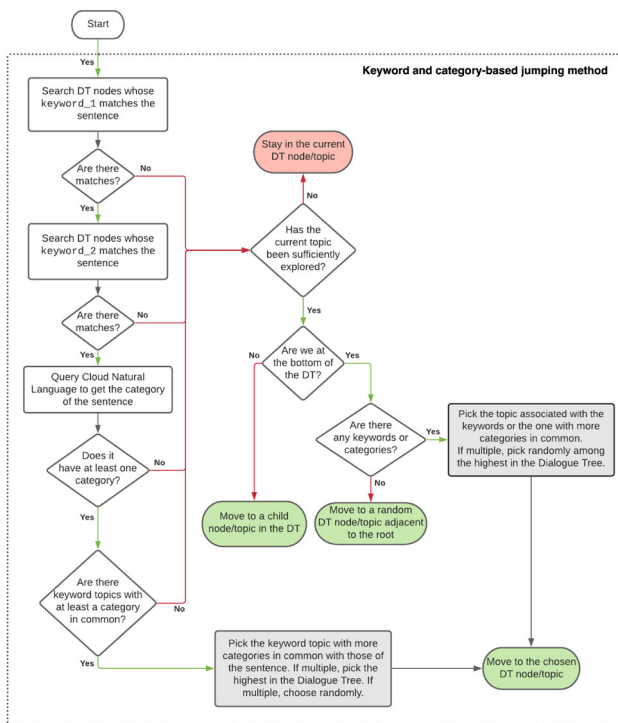 Start
Yes
Keyword and category-based jumping method
Search DT nodes whose
keyword_1 matches the
sentence
Are there
matches?
No
Yes
Search DT nodes whose
keyword_2 matches the
sentence
Are there
matches?
No
Yes
Query Cloud Natural
Language to get the category
of the sentence
Does it
have at least one
category?
No
Yes
Are there
keyword topics with
at least a category
in common?
No
Yes
Pick the keyword topic with more
categories in common with those of
the sentence. If multiple, pick the
highest in the Dialogue Tree. If
multiple, choose randomly.
Stay in the current
DT node/topic
No
Has the
current topic
been sufficiently
explored?
Yes
Are we at
the bottom of
the DT?
No
Yes
Move to a child
node/topic in the DT
Are there
any keywords or
categories?
Yes
No
Move to a random
DT node/topic adjacent
to the root
Pick the topic associated with the
keywords or the one with more
categories in common.
If multiple, pick randomly among
the highest in the Dialogue Tree.
Move to the chosen
DT node/topic